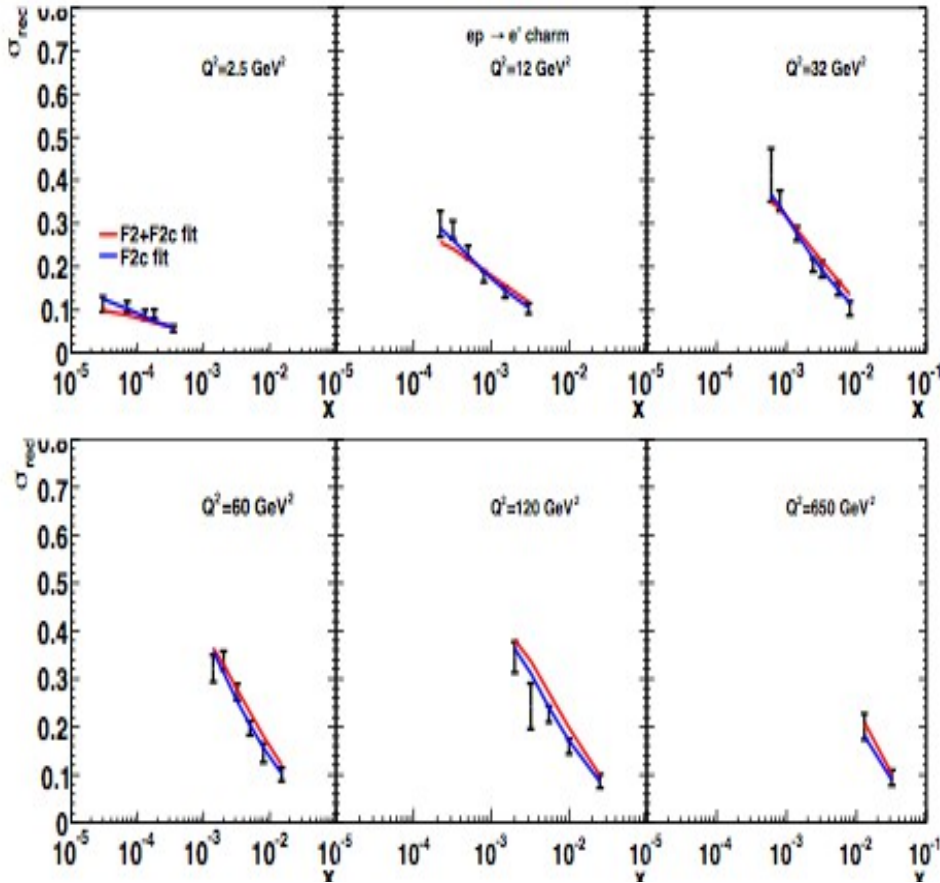 σ_red
0.8
0.7
0.6
0.5
0.4
0.3
0.2
0.1
0
Q²=2.5 GeV²
F2+F2c fit
F2c fit
ep → e⁺ charm
Q²=12 GeV²
Q²=32 GeV²
10⁻⁵ 10⁻⁴ 10⁻³ 10⁻² 10⁻⁵ 10⁻⁴ 10⁻³ 10⁻² 10⁻⁵ 10⁻⁴ 10⁻³ 10⁻² 10⁻¹
x x x
σ_red
0.8
0.7
0.6
0.5
0.4
0.3
0.2
0.1
0
Q²=60 GeV²
Q²=120 GeV²
Q²=650 GeV²
10⁻⁵ 10⁻⁴ 10⁻³ 10⁻² 10⁻⁵ 10⁻⁴ 10⁻³ 10⁻² 10⁻⁵ 10⁻⁴ 10⁻³ 10⁻² 10⁻¹
x x x